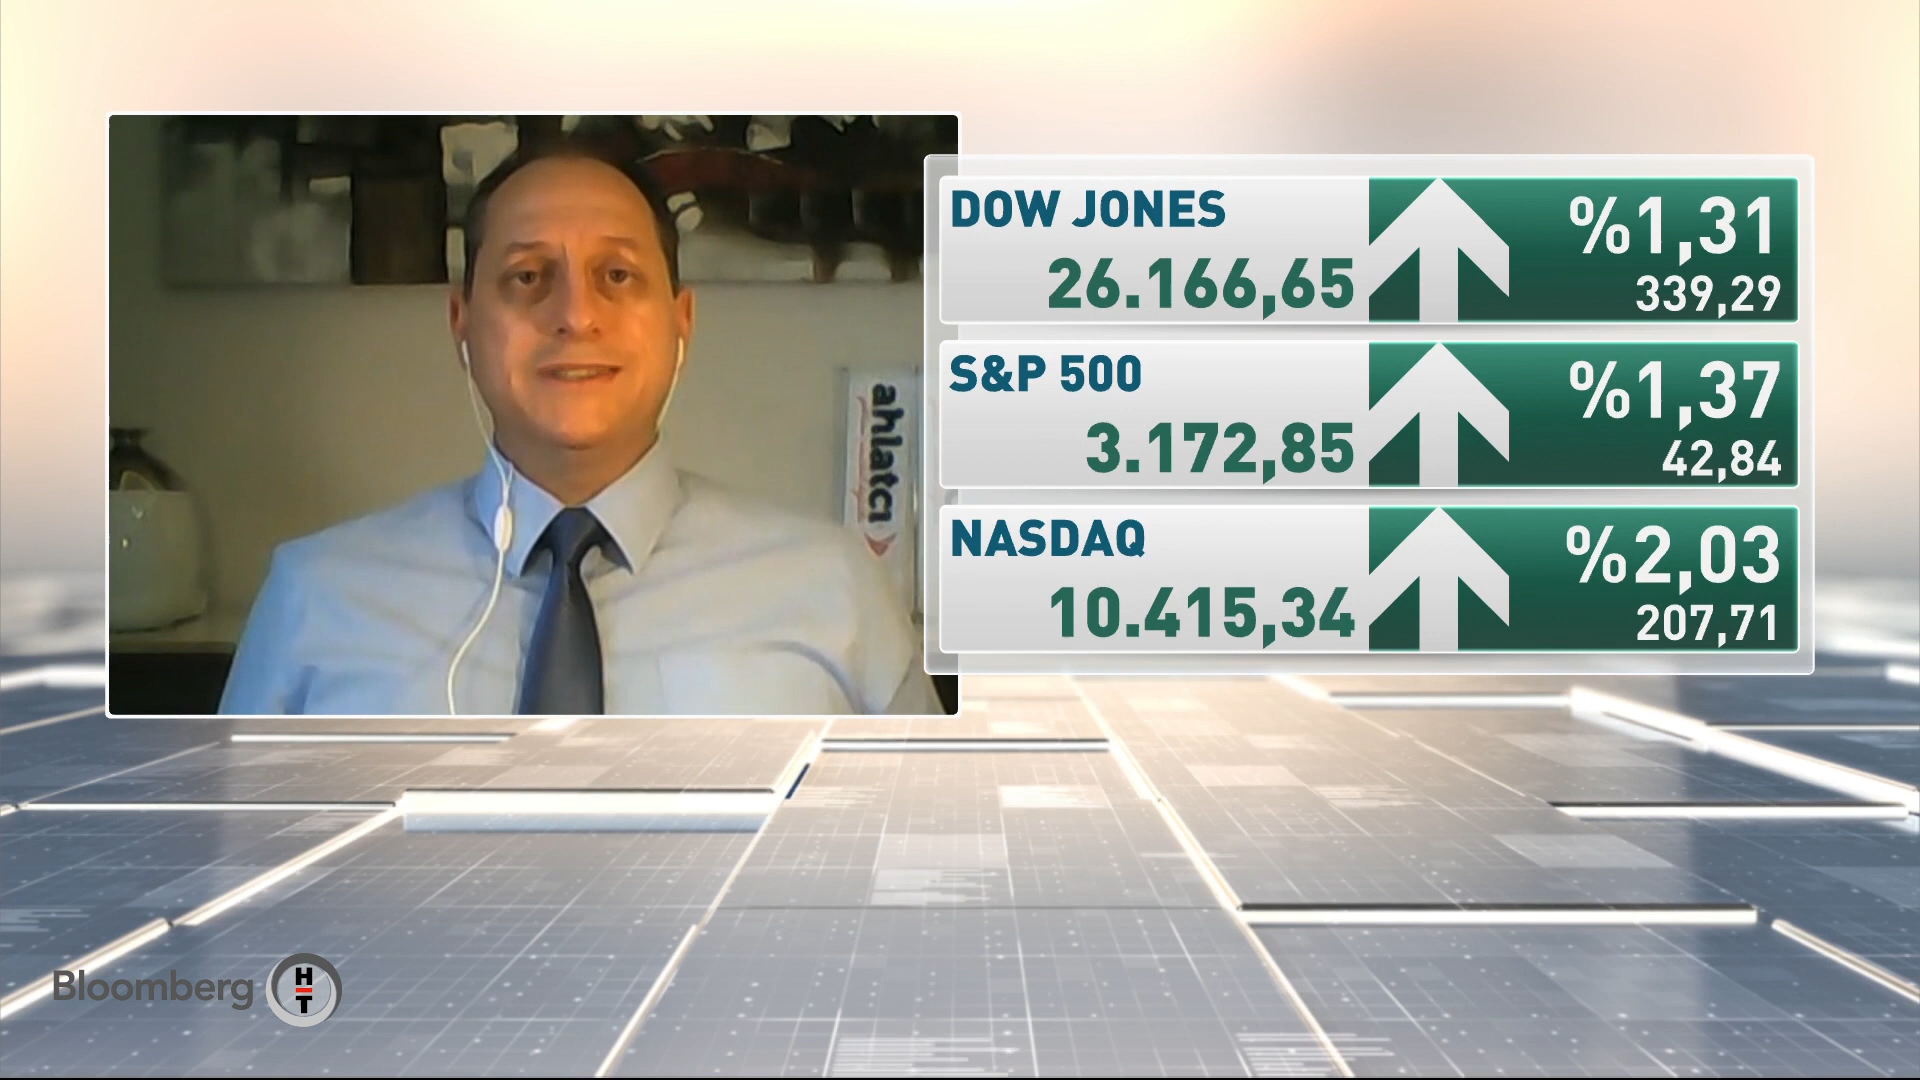 DOW JONES
26.166,65
%1,31
339,29
S&P 500
3.172,85
%1,37
42,84
NASDAQ
10.415,34
%2,03
207,71
ahlatcı
Bloomberg HT